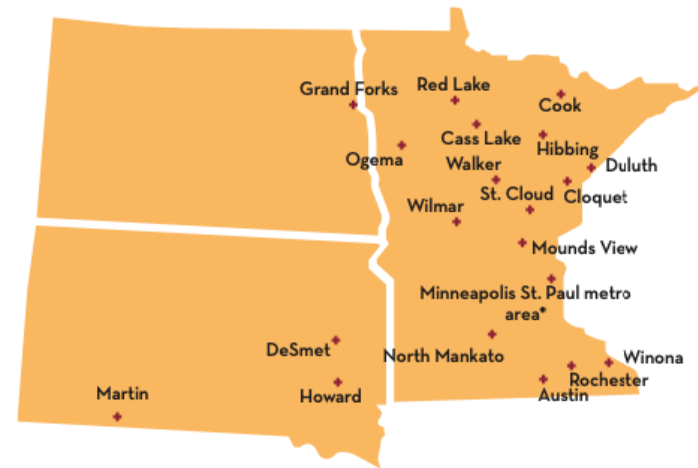 Grand Forks
Red Lake
Cook
Cass Lake
Hibbing
Ogema
Walker
Duluth
St. Cloud
Cloquet
Wilmar
Mounds View
Minneapolis St. Paul metro
area*
DeSmet
North Mankato
Winona
Rochester
Martin
Howard
Austin